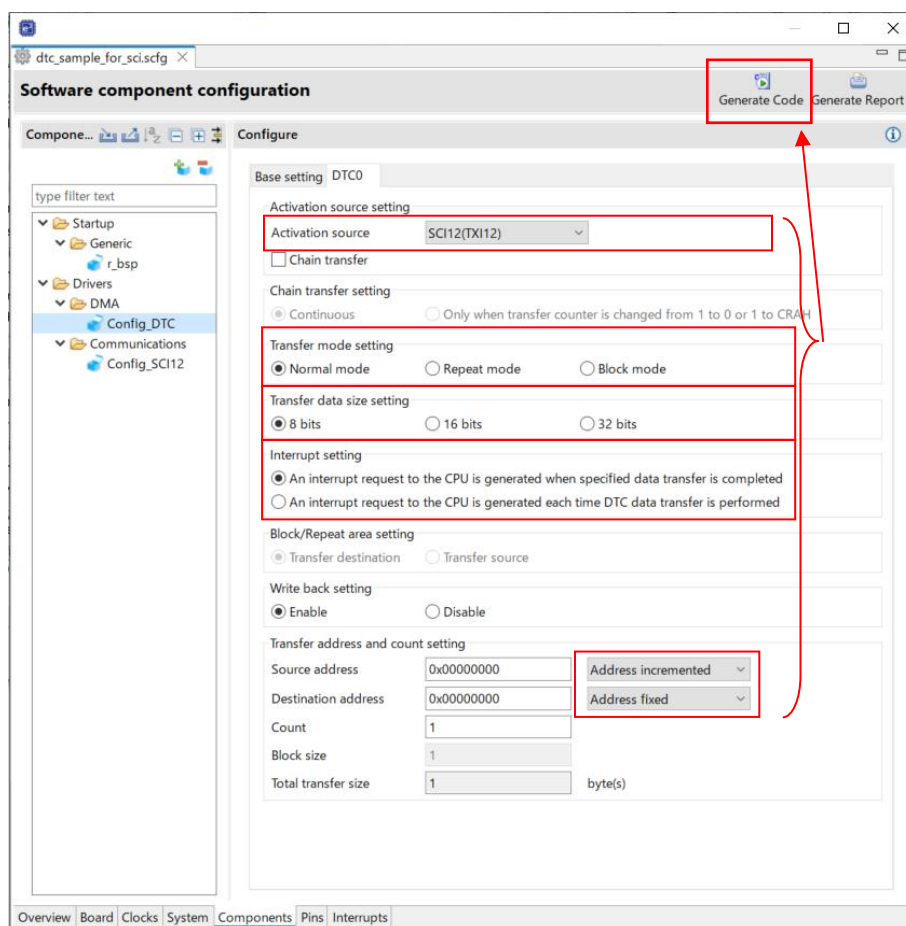 dtc_sample_for_sci.scfg
Software component configuration
Generate Code Generate Report
Compone...
Configure
type filter text
Startup
Generic
r_bsp
Drivers
DMA
Config_DTC
Communications
Config_SCI12
Base setting DTC0
Activation source setting
Activation source SCI12(TXI12)
Chain transfer
Chain transfer setting
Continuous Only when transfer counter is changed from 1 to 0 or 1 to CRAH
Transfer mode setting
Normal mode Repeat mode Block mode
Transfer data size setting
8 bits 16 bits 32 bits
Interrupt setting
An interrupt request to the CPU is generated when specified data transfer is completed
An interrupt request to the CPU is generated each time DTC data transfer is performed
Block/Repeat area setting
Transfer destination Transfer source
Write back setting
Enable Disable
Transfer address and count setting
Source address 0x00000000 Address incremented
Destination address 0x00000000 Address fixed
Count 1
Block size 1
Total transfer size 1 byte(s)
Overview Board Clocks System Components Pins Interrupts